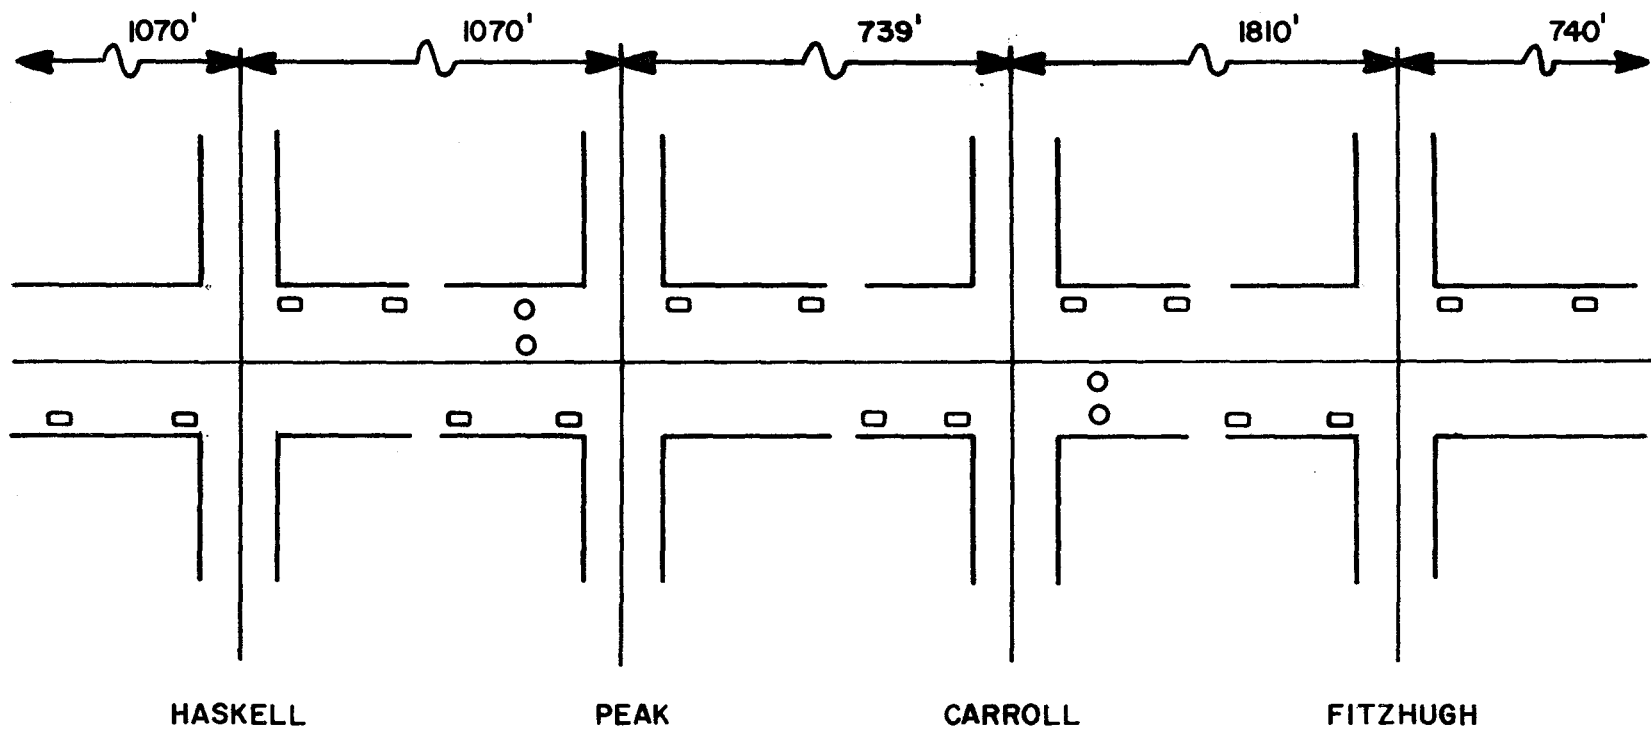 1070' 1070' 739' 1810' 740'
HASKELL PEAK CARROLL FITZHUGH